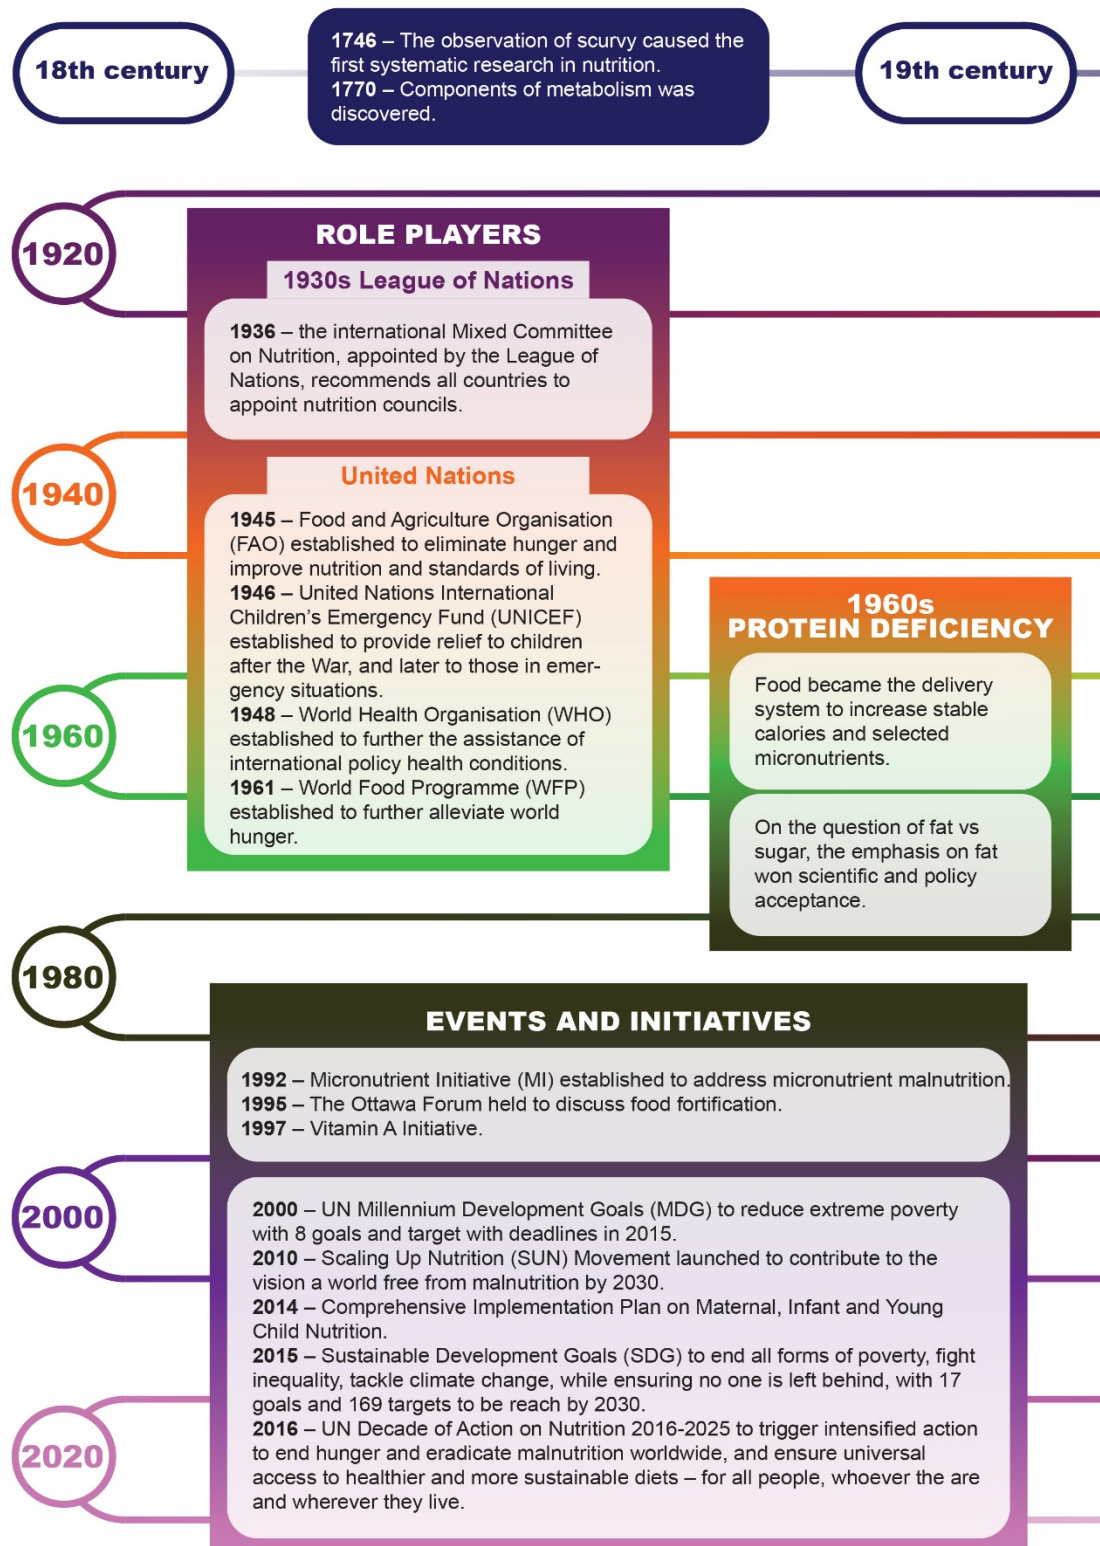 18th century
1746 – The observation of scurvy caused the
first systematic research in nutrition.
1770 – Components of metabolism was
discovered.
19th century
1920
ROLE PLAYERS
1930s League of Nations
1936 – the international Mixed Committee
on Nutrition, appointed by the League of
Nations, recommends all countries to
appoint nutrition councils.
1940
United Nations
1945 – Food and Agriculture Organisation
(FAO) established to eliminate hunger and
improve nutrition and standards of living.
1946 – United Nations International
Children’s Emergency Fund (UNICEF)
established to provide relief to children
after the War, and later to those in emer-
gency situations.
1948 – World Health Organisation (WHO)
established to further the assistance of
international policy health conditions.
1961 – World Food Programme (WFP)
established to further alleviate world
hunger.
1960s
PROTEIN DEFICIENCY
Food became the delivery
system to increase stable
calories and selected
micronutrients.
On the question of fat vs
sugar, the emphasis on fat
won scientific and policy
acceptance.
1960
1980
EVENTS AND INITIATIVES
1992 – Micronutrient Initiative (MI) established to address micronutrient malnutrition.
1995 – The Ottawa Forum held to discuss food fortification.
1997 – Vitamin A Initiative.
2000
2000 – UN Millennium Development Goals (MDG) to reduce extreme poverty
with 8 goals and target with deadlines in 2015.
2010 – Scaling Up Nutrition (SUN) Movement launched to contribute to the
vision a world free from malnutrition by 2030.
2014 – Comprehensive Implementation Plan on Maternal, Infant and Young
Child Nutrition.
2015 – Sustainable Development Goals (SDG) to end all forms of poverty, fight
inequality, tackle climate change, while ensuring no one is left behind, with 17
goals and 169 targets to be reach by 2030.
2016 – UN Decade of Action on Nutrition 2016-2025 to trigger intensified action
to end hunger and eradicate malnutrition worldwide, and ensure universal
access to healthier and more sustainable diets – for all people, whoever the are
and wherever they live.
2020